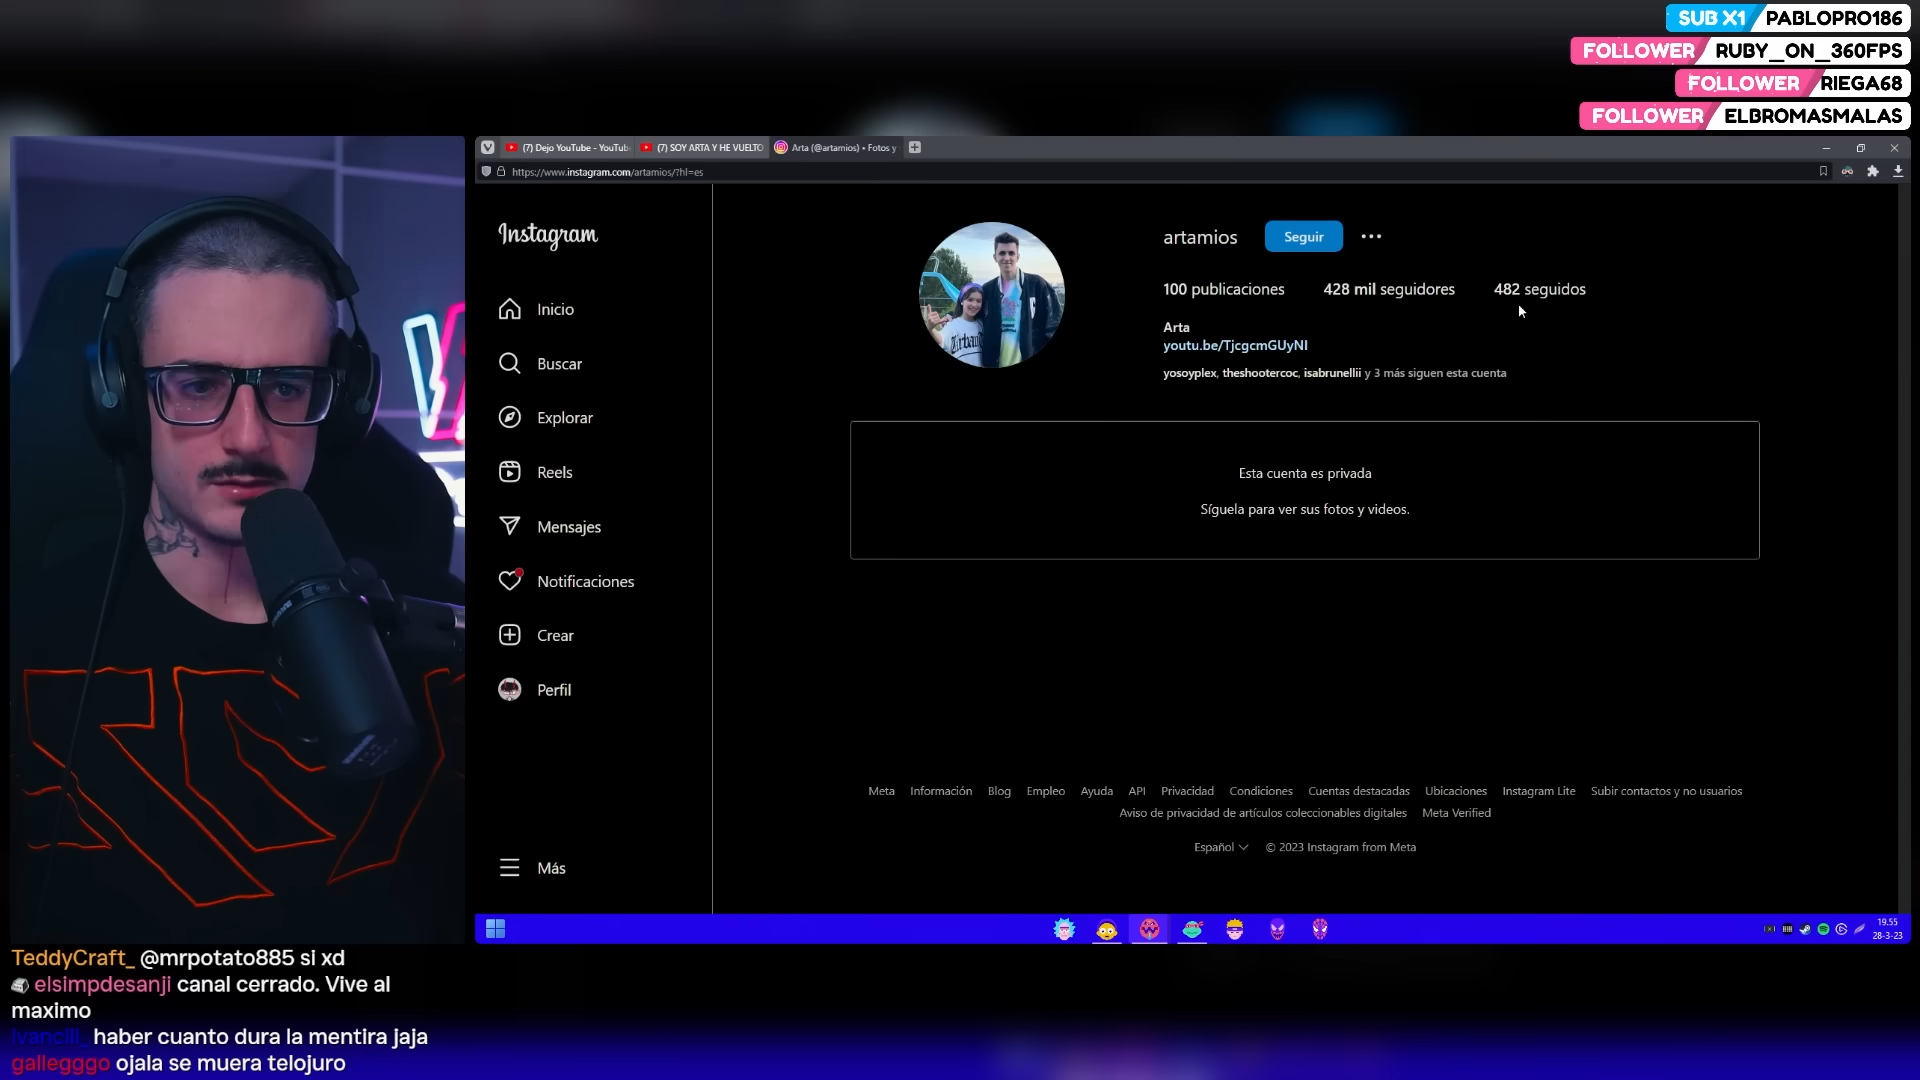 SUB X1 PABLOPRO186
FOLLOWER RUBY_ON_360FPS
FOLLOWER RIEGA68
FOLLOWER ELBROMASMALAS
(7) Dejo YouTube - YouTub
(7) SOY ARTA Y HE VUELTO
Arta (@artamios) • Fotos y
https://www.instagram.com/artamios/?hl=es
Instagram
Inicio
Buscar
Explorar
Reels
Mensajes
Notificaciones
Crear
Perfil
Más
artamios Seguir
100 publicaciones 428 mil seguidores 482 seguidos
Arta
youtu.be/TjcgcmGUyNI
yosoyplex, theshootercoc, isabrunellii y 3 más siguen esta cuenta
Esta cuenta es privada
Síguela para ver sus fotos y videos.
Meta Información Blog Empleo Ayuda API Privacidad Condiciones Cuentas destacadas Ubicaciones Instagram Lite Subir contactos y no usuarios
Aviso de privacidad de artículos coleccionables digitales Meta Verified
Español © 2023 Instagram from Meta
19.55
28-3-23
TeddyCraft_ @mrpotato885 si xd
elsimpdesanji canal cerrado. Vive al
maximo
haber cuanto dura la mentira jaja
gallegggo ojala se muera telojuro